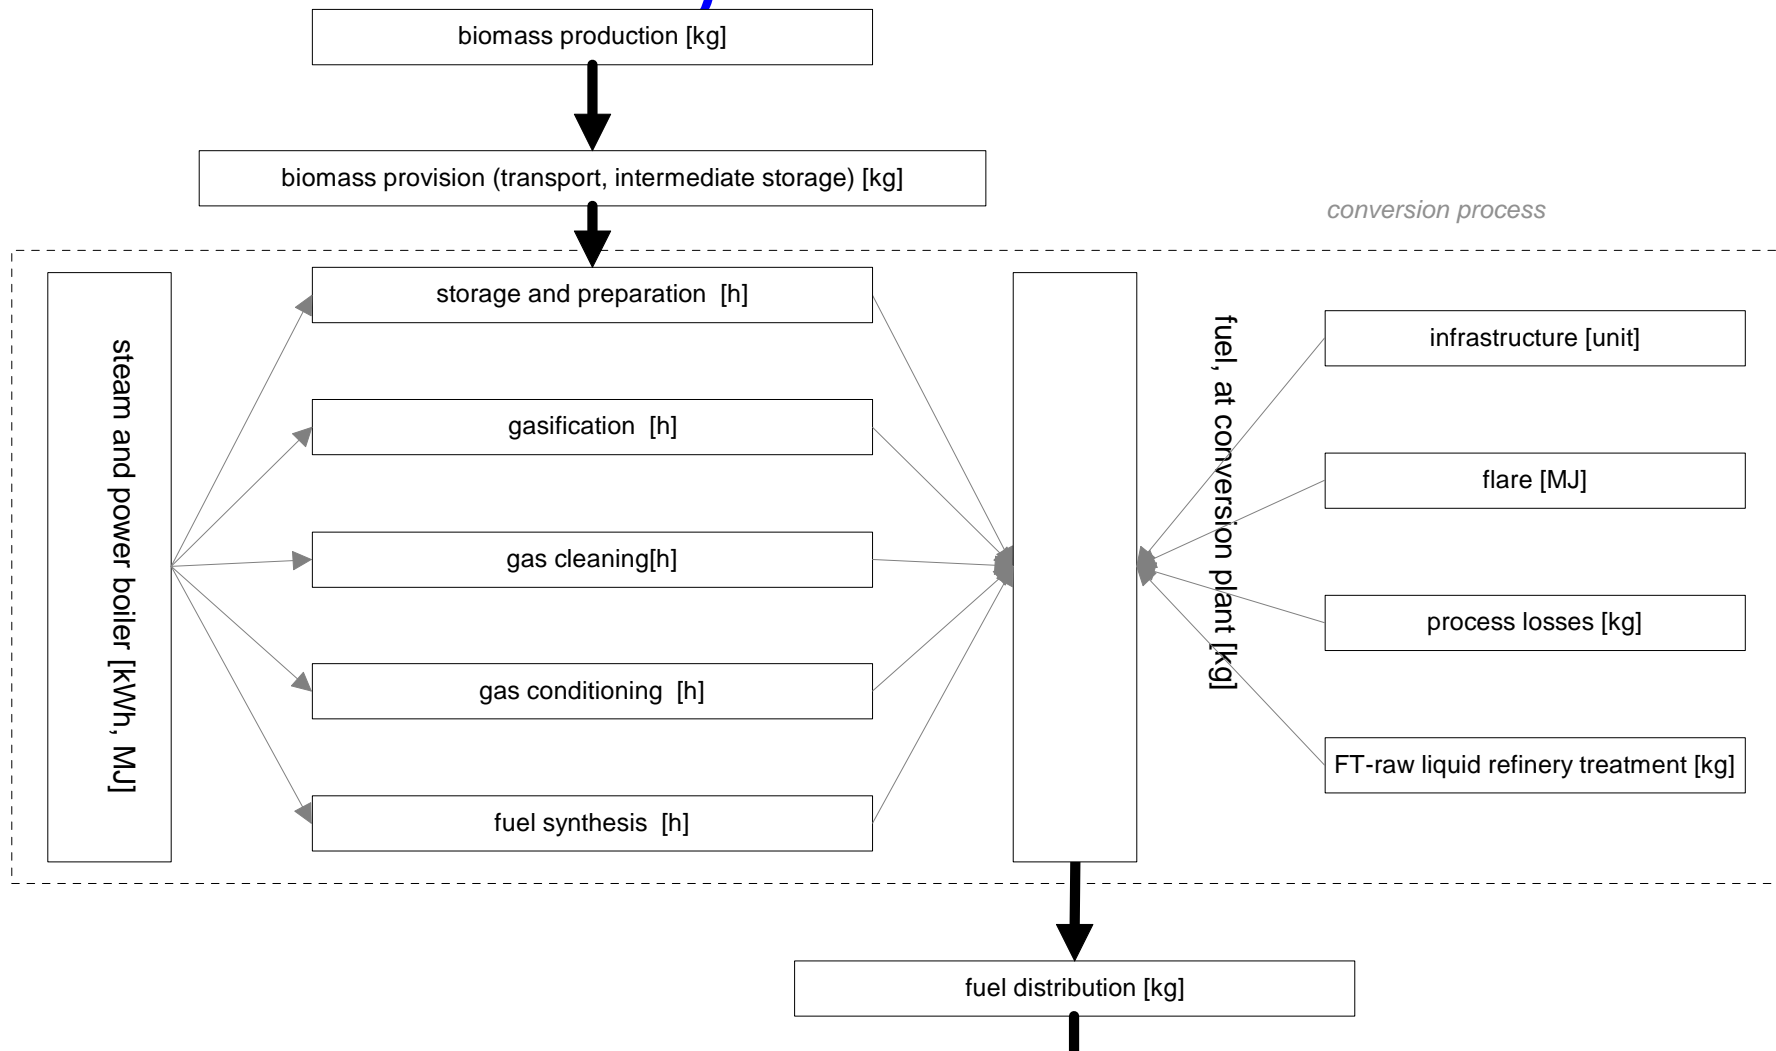 biomass production [kg]
biomass provision (transport, intermediate storage) [kg]
conversion process
steam and power boiler [kWh, MJ]
storage and preparation  [h]
gasification  [h]
gas cleaning[h]
gas conditioning  [h]
fuel synthesis  [h]
fuel, at conversion plant [kg]
infrastructure [unit]
flare [MJ]
process losses [kg]
FT-raw liquid refinery treatment [kg]
fuel distribution [kg]